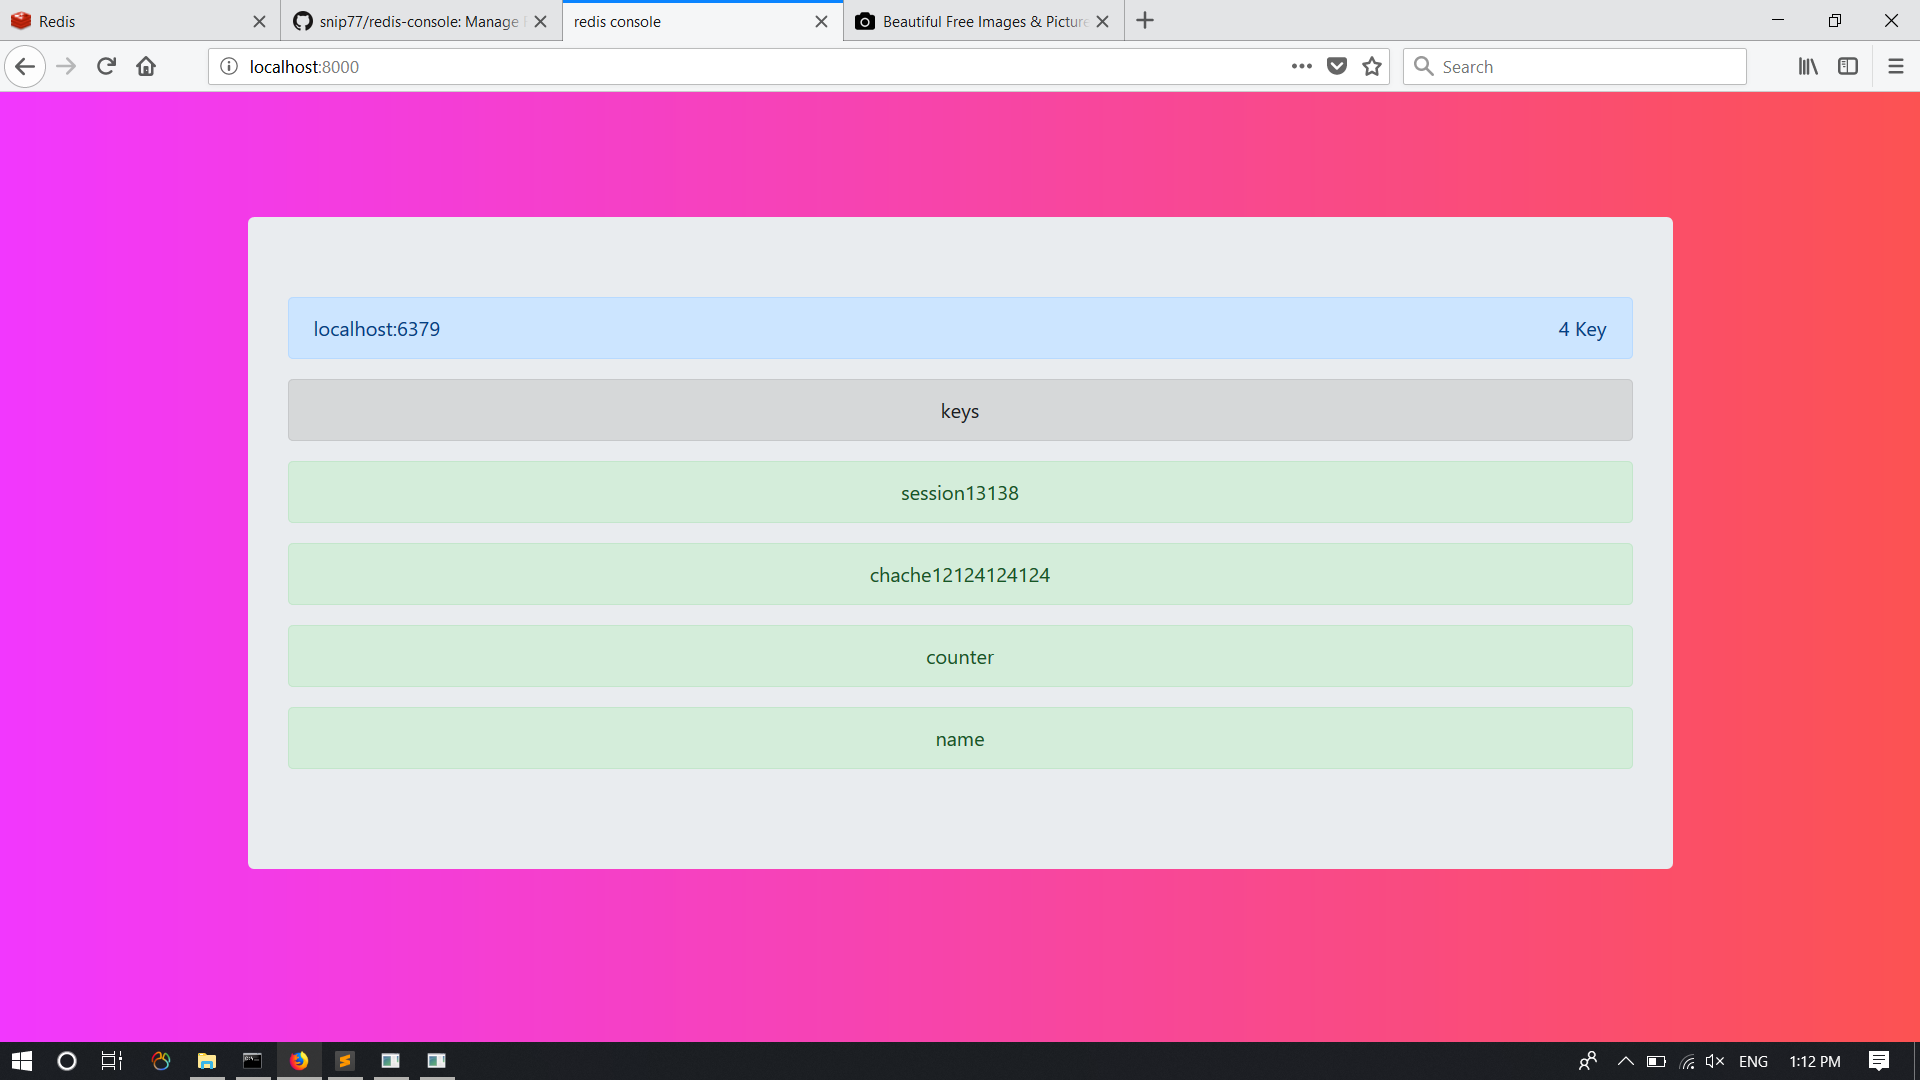 Redis
snip77/redis-console: Manage
redis console
Beautiful Free Images & Picture
localhost:8000
Search
localhost:6379
4 Key
keys
session13138
chache12124124124
counter
name
ENG
1:12 PM